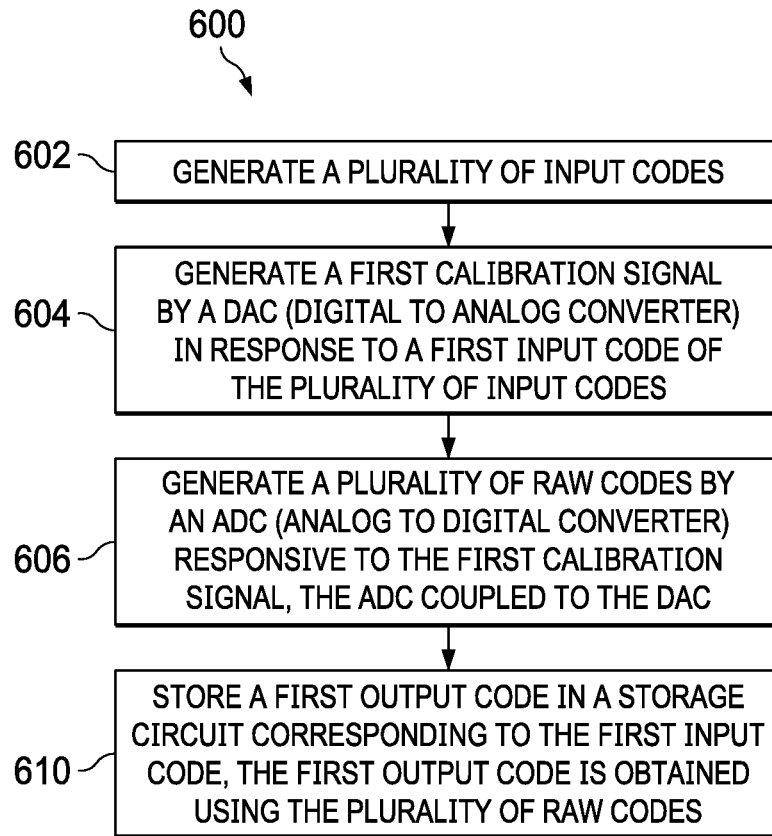 600
602
GENERATE A PLURALITY OF INPUT CODES
604
GENERATE A FIRST CALIBRATION SIGNAL
BY A DAC (DIGITAL TO ANALOG CONVERTER)
IN RESPONSE TO A FIRST INPUT CODE OF
THE PLURALITY OF INPUT CODES
606
GENERATE A PLURALITY OF RAW CODES BY
AN ADC (ANALOG TO DIGITAL CONVERTER)
RESPONSIVE TO THE FIRST CALIBRATION
SIGNAL, THE ADC COUPLED TO THE DAC
610
STORE A FIRST OUTPUT CODE IN A STORAGE
CIRCUIT CORRESPONDING TO THE FIRST INPUT
CODE, THE FIRST OUTPUT CODE IS OBTAINED
USING THE PLURALITY OF RAW CODES